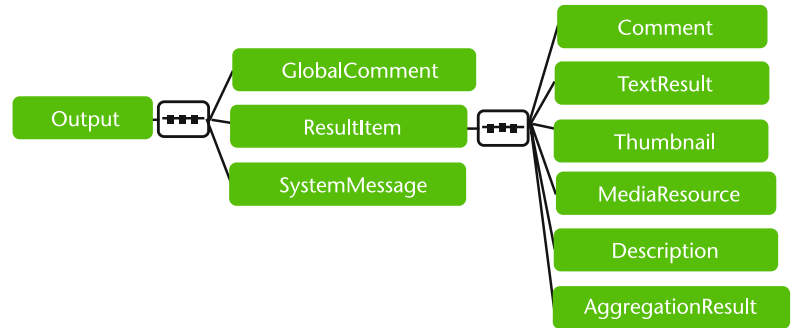 Output
GlobalComment
ResultItem
SystemMessage
Comment
TextResult
Thumbnail
MediaResource
Description
AggregationResult